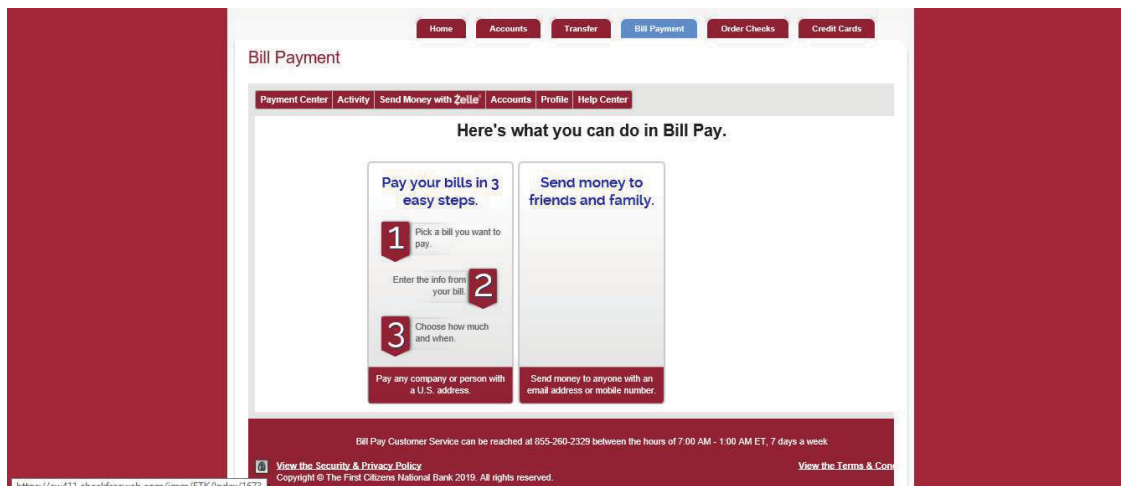 Home Accounts Transfer Bill Payment Order Checks Credit Cards
Bill Payment
Payment Center Activity Send Money with Zelle® Accounts Profile Help Center
Here's what you can do in Bill Pay.
Pay your bills in 3
easy steps.
1
Pick a bill you want to
pay.
Enter the info from
your bill.
2
3
Choose how much
and when.
Pay any company or person with
a U.S. address.
Send money to
friends and family.
Send money to anyone with an
email address or mobile number.
Bill Pay Customer Service can be reached at 855-260-2329 between the hours of 7:00 AM - 1:00 AM ET, 7 days a week
View the Security & Privacy Policy
View the Terms & Con
Copyright © The First Citizens National Bank 2019. All rights reserved.